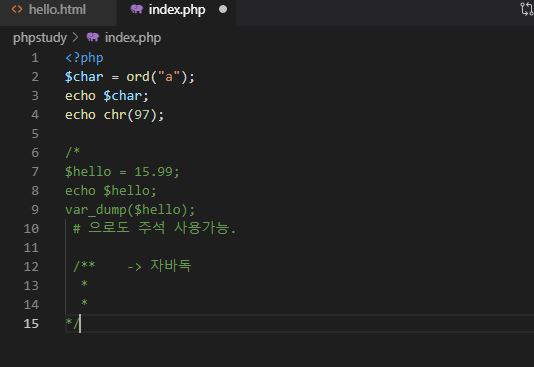 hello.html index.php
phpstudy > index.php
1 <?php
2 $char = ord("a");
3 echo $char;
4 echo chr(97);
5
6 /*
7 $hello = 15.99;
8 echo $hello;
9 var_dump($hello);
10 # 으로도 주석 사용가능.
11
12 /** -> 자바독
13 *
14 *
15 */